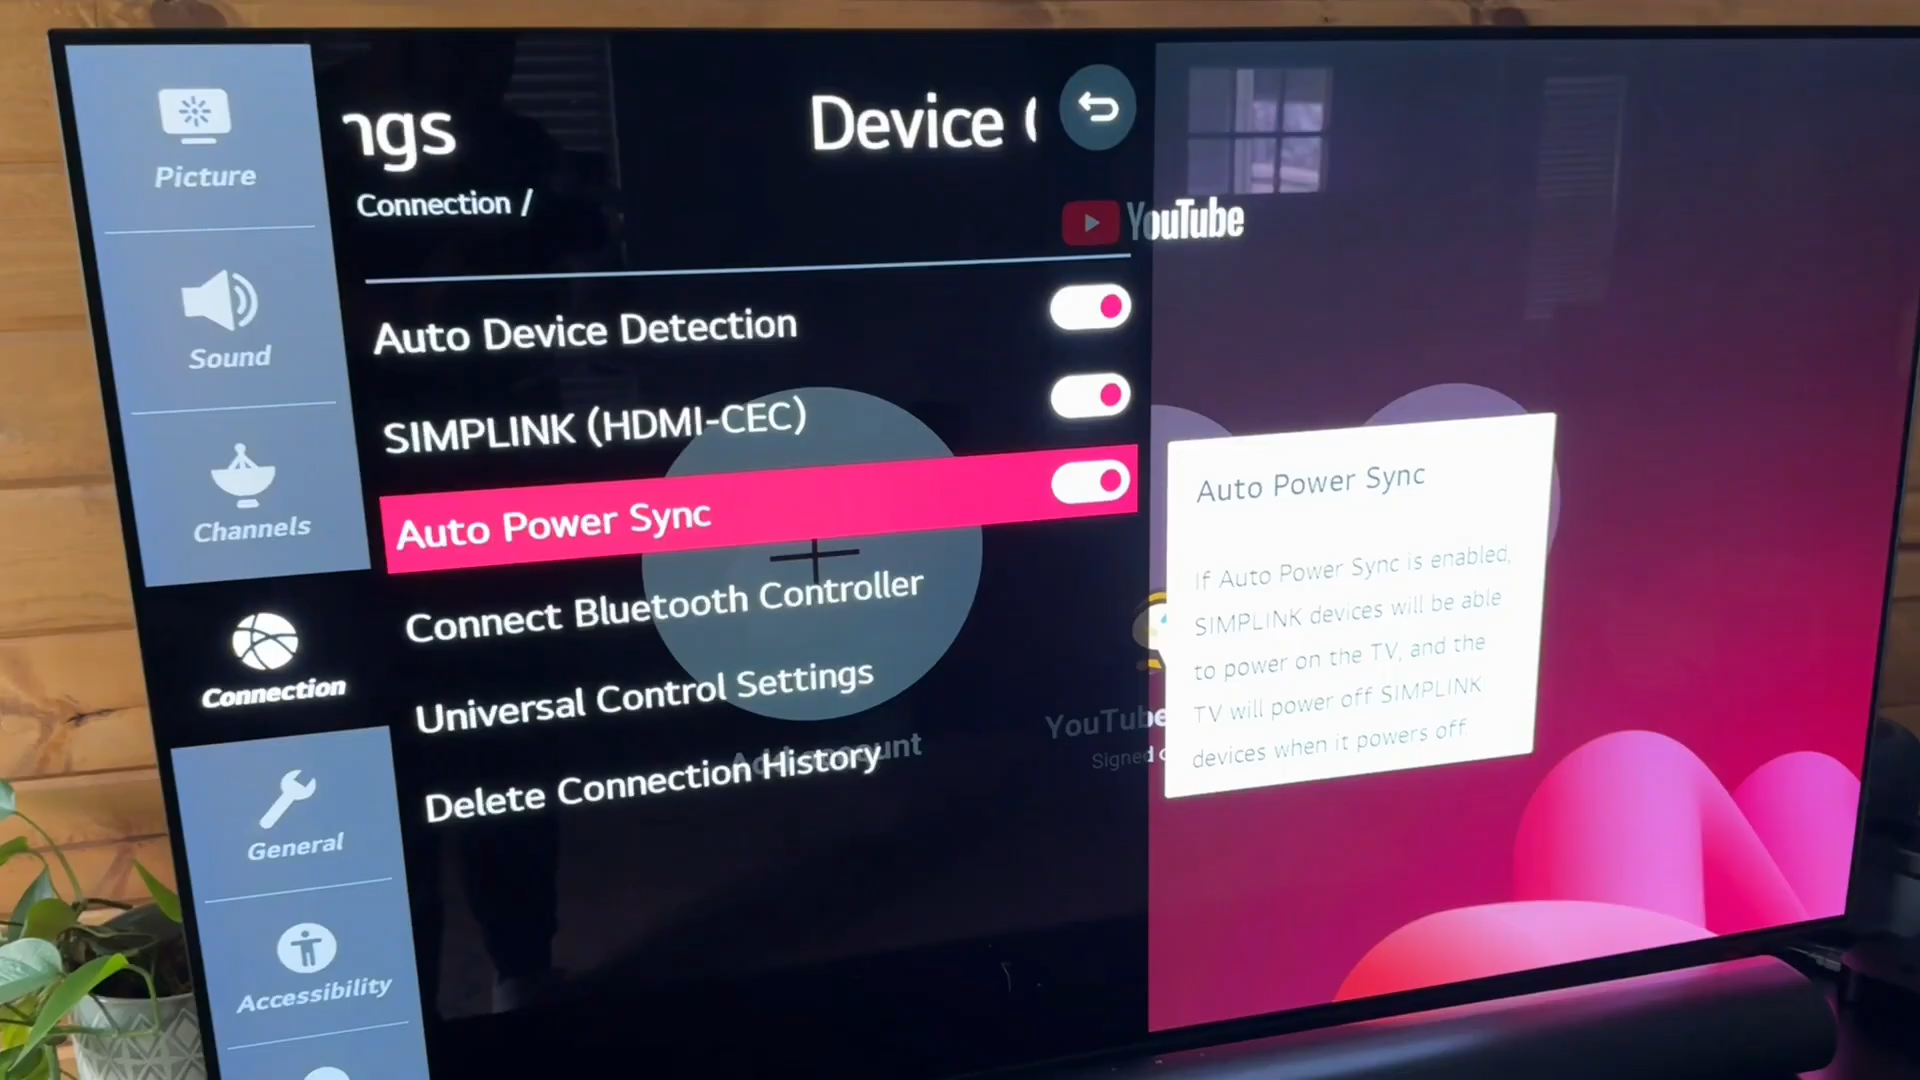 Picture
Sound
Channels
Connection
General
Accessibility
ngs
Device
Connection /
YouTube
Auto Device Detection
SIMPLINK (HDMI-CEC)
Auto Power Sync
Connect Bluetooth Controller
Universal Control Settings
Delete Connection History
Add account
YouTube
Signed
Auto Power Sync
If Auto Power Sync is enabled,
SIMPLINK devices will be able
to power on the TV, and the
TV will power off SIMPLINK
devices when it powers off.